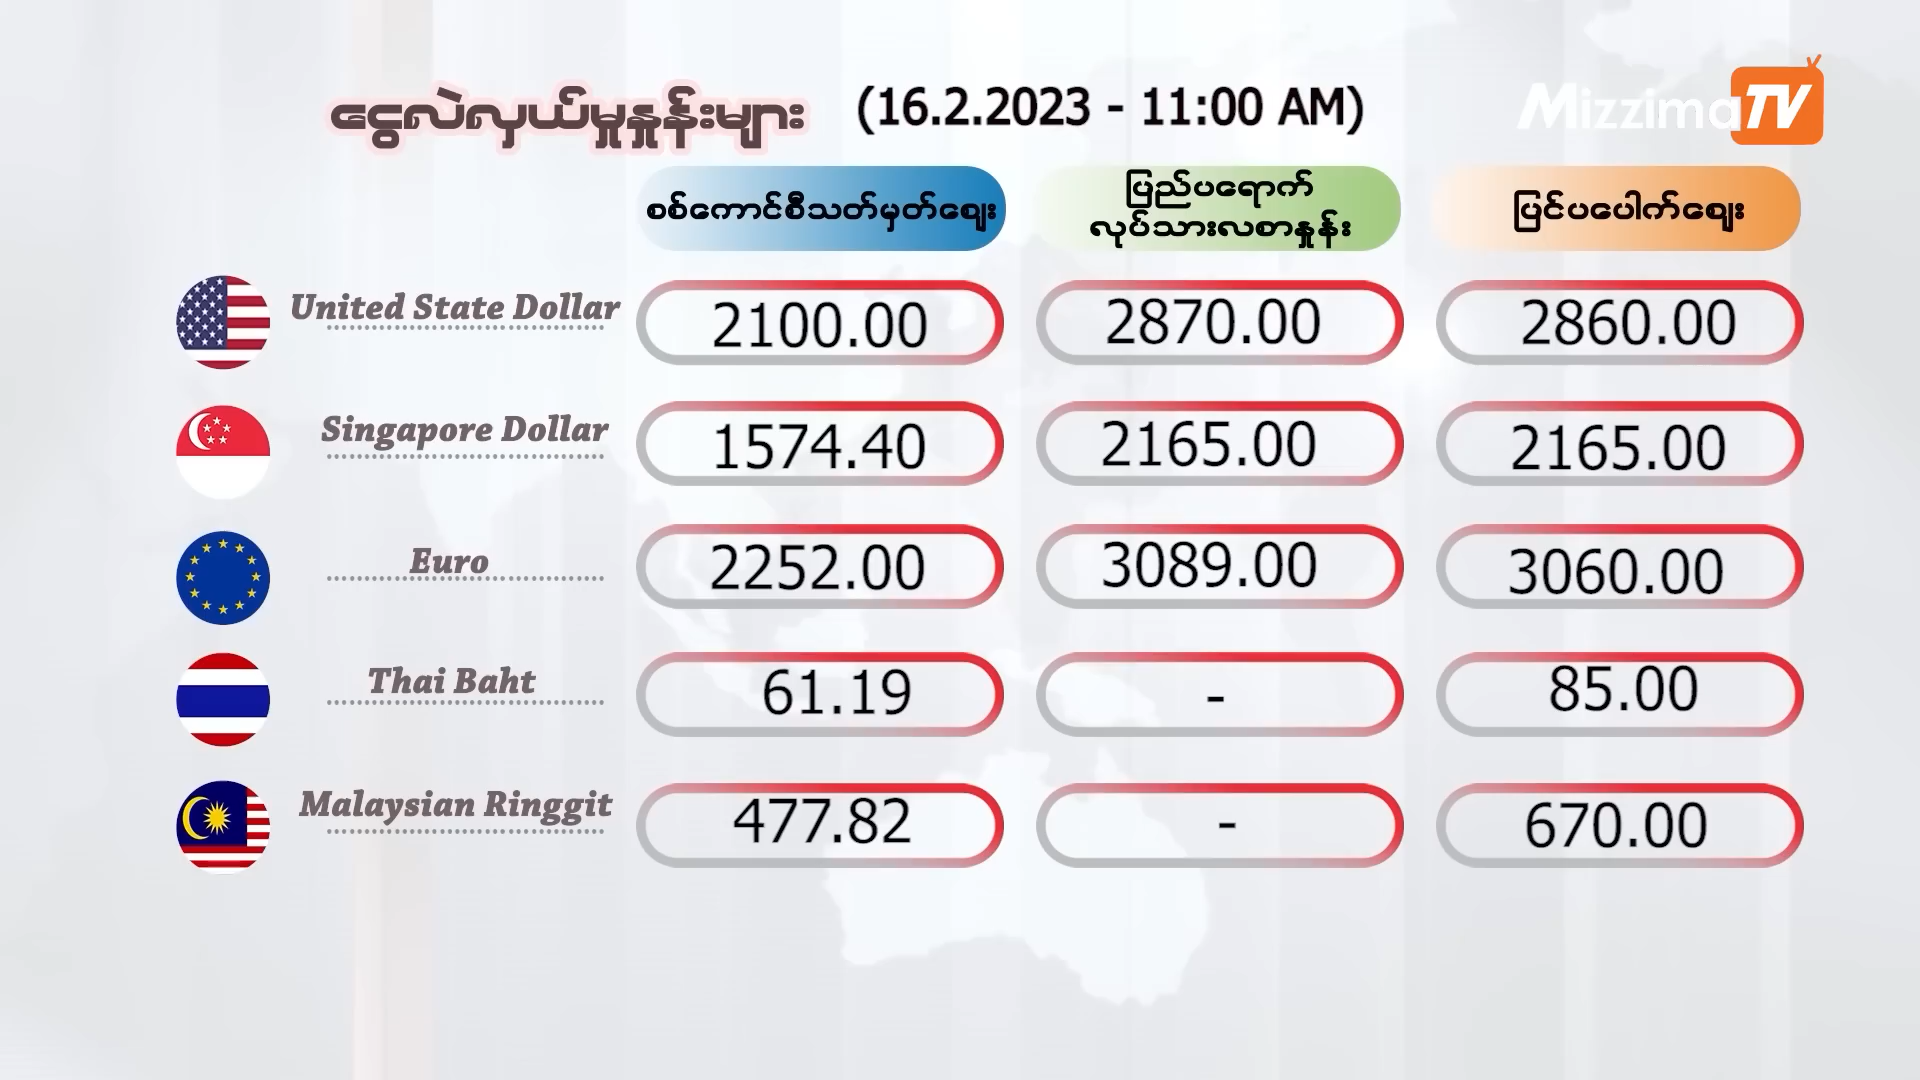 ငွေလဲလှယ်မှုနှုန်းများ (16.2.2023 - 11:00 AM)
MizzimaTV
စစ်ကောင်စီသတ်မှတ်ဈေး
ပြည်ပရောက်
လုပ်သားလစာနှုန်း
ပြင်ပပေါက်ဈေး
United State Dollar 2100.00 2870.00 2860.00
Singapore Dollar 1574.40 2165.00 2165.00
Euro 2252.00 3089.00 3060.00
Thai Baht 61.19 - 85.00
Malaysian Ringgit 477.82 - 670.00